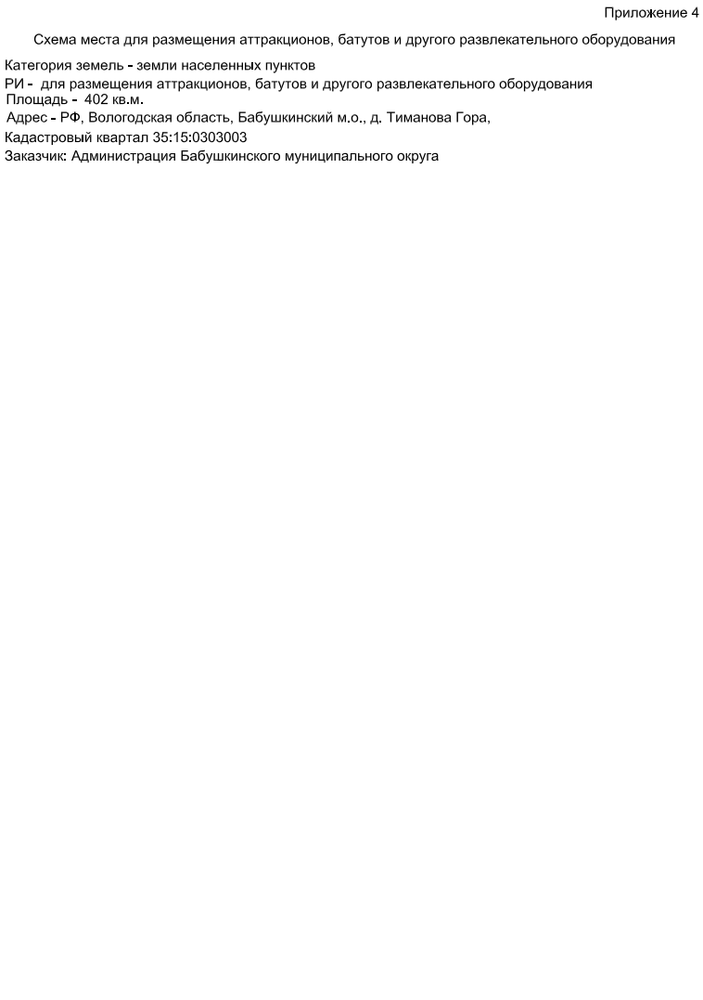 Приложение 4
Схема места для размещения аттракционов, батутов и другого развлекательного оборудования
Категория земель - земли населенных пунктов
РИ - для размещения аттракционов, батутов и другого развлекательного оборудования
Площадь - 402 кв.м.
Адрес - РФ, Вологодская область, Бабушкинский м.о., д. Тиманова Гора,
Кадастровый квартал 35:15:0303003
Заказчик: Администрация Бабушкинского муниципального округа